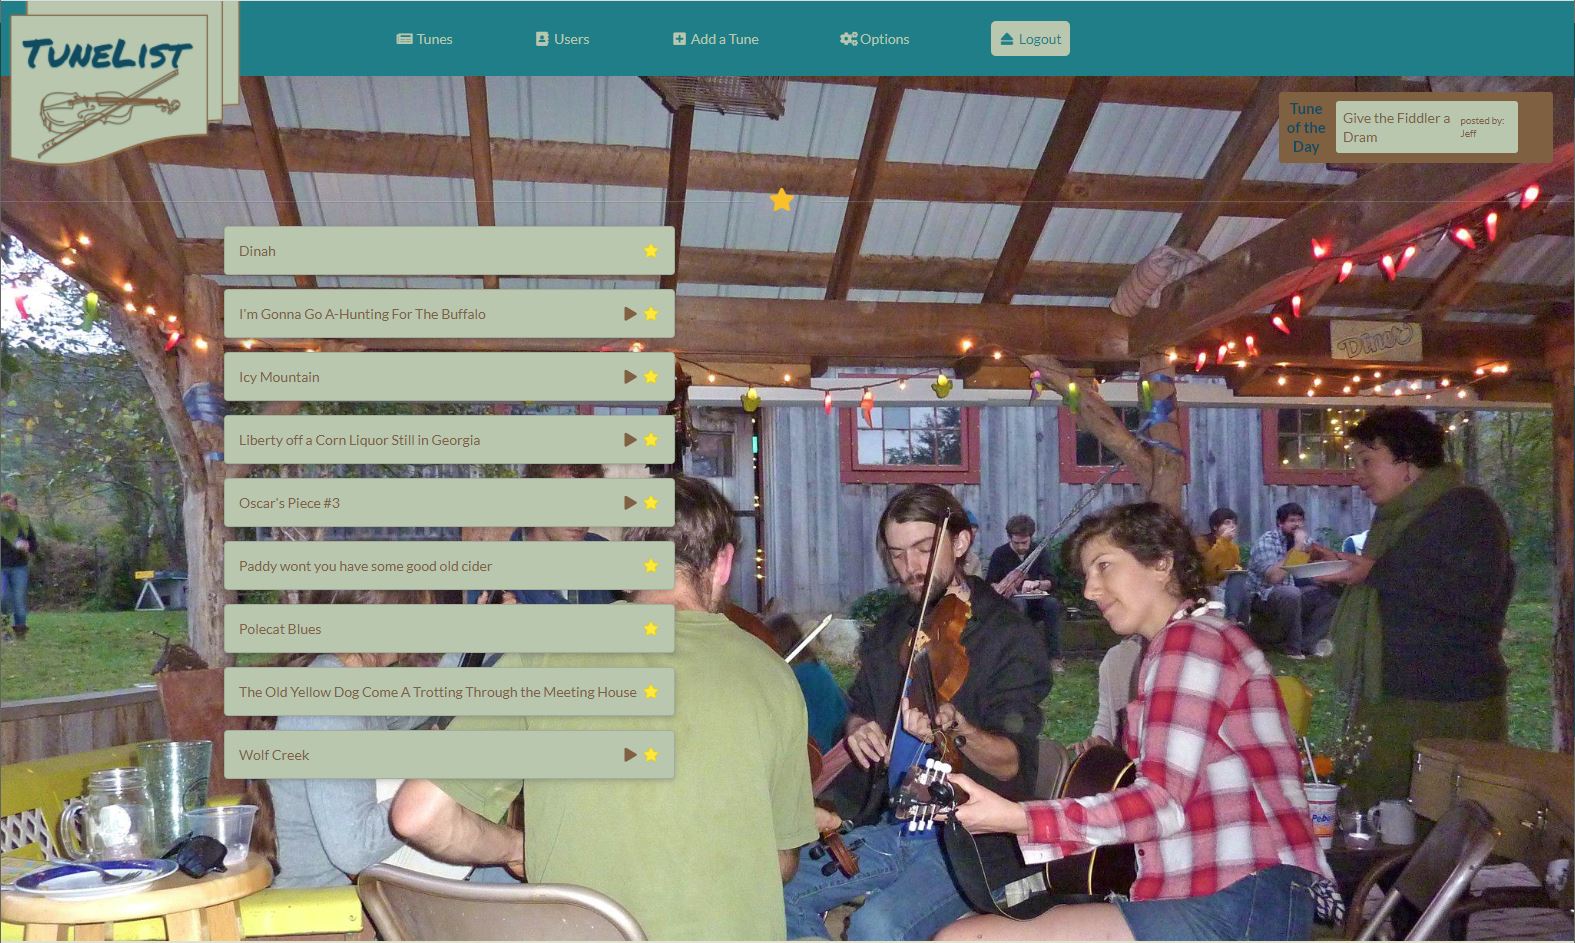 TuneList
Tunes
Users
Add a Tune
Options
Logout
Tune
of the
Day
Give the Fiddler a
Dram
posted by:
Jeff
Dinah
I'm Gonna Go A-Hunting For The Buffalo
Icy Mountain
Liberty off a Corn Liquor Still in Georgia
Oscar's Piece #3
Paddy wont you have some good old cider
Polecat Blues
The Old Yellow Dog Come A Trotting Through the Meeting House
Wolf Creek